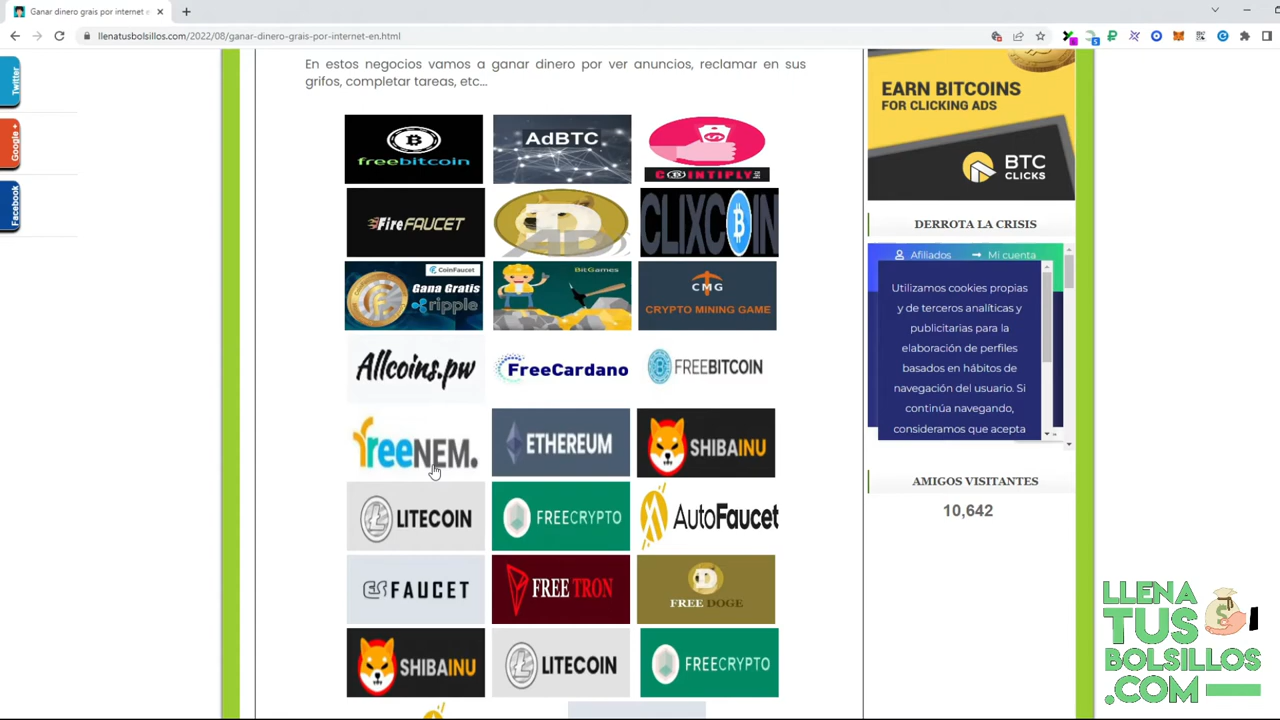 Ganar dinero grais por internet e
llenatusbolsillos.com/2022/08/ganar-dinero-grais-por-internet-en.html
Twitter
Google +
Facebook
En estos negocios vamos a ganar dinero por ver anuncios, reclamar en sus
grifos, completar tareas, etc...
freebitcoin
AdBTC
COINTIPLY
FireFAUCET
ADS
CLIXCOIN
CoinFaucet
Gana Gratis
ripple
BitGames
CMG
CRYPTO MINING GAME
Allcoins.pw
FreeCardano
FREEBITCOIN
freeNEM.
ETHEREUM
SHIBAINU
LITECOIN
FREECRYPTO
AutoFaucet
ES FAUCET
FREE TRON
FREE DOGE
SHIBAINU
LITECOIN
FREECRYPTO
EARN BITCOINS
FOR CLICKING ADS
BTC
CLICKS
DERROTA LA CRISIS
Afiliados
Mi cuenta
Utilizamos cookies propias
y de terceros analíticas y
publicitarias para la
elaboración de perfiles
basados en hábitos de
navegación del usuario. Si
continúa navegando,
consideramos que acepta
AMIGOS VISITANTES
10,642
LLENA
TUS
BOLSILLOS
.COM